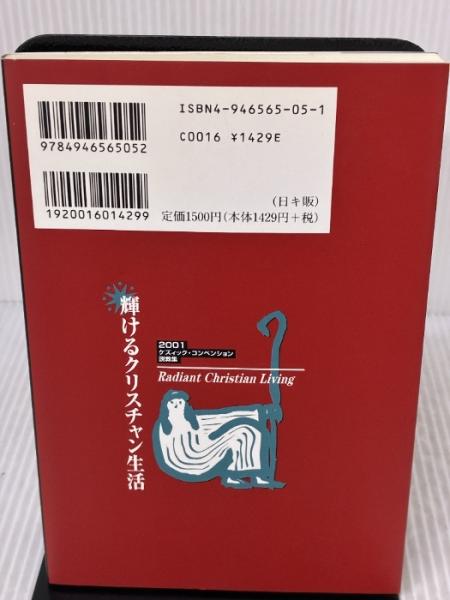 ISBN4-946565-05-1
C0016 ¥1429E
9784946565052
1920016014299
(日キ販)
定価1500円(本体1429円+税)
輝けるクリスチャン生活
2001
ケズィック・コンベンション
説教集
Radiant Christian Living